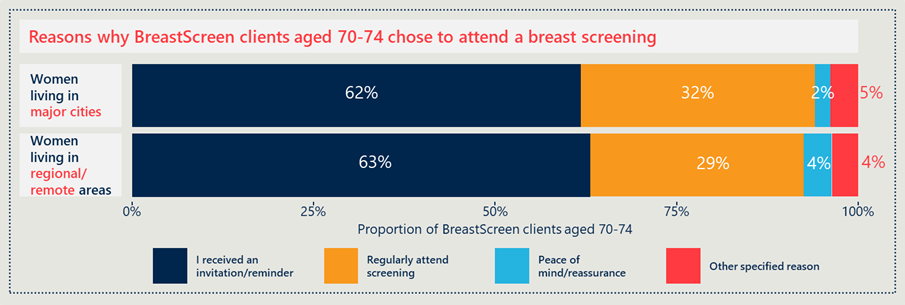 Reasons why BreastScreen clients aged 70-74 chose to attend a breast screening
Women
living in
major cities
62%
32%
2%
5%
Women
living in
regional/
remote areas
63%
29%
4%
4%
0%
25%
50%
75%
100%
Proportion of BreastScreen clients aged 70-74
I received an
invitation/reminder
Regularly attend
screening
Peace of
mind/reassurance
Other specified reason